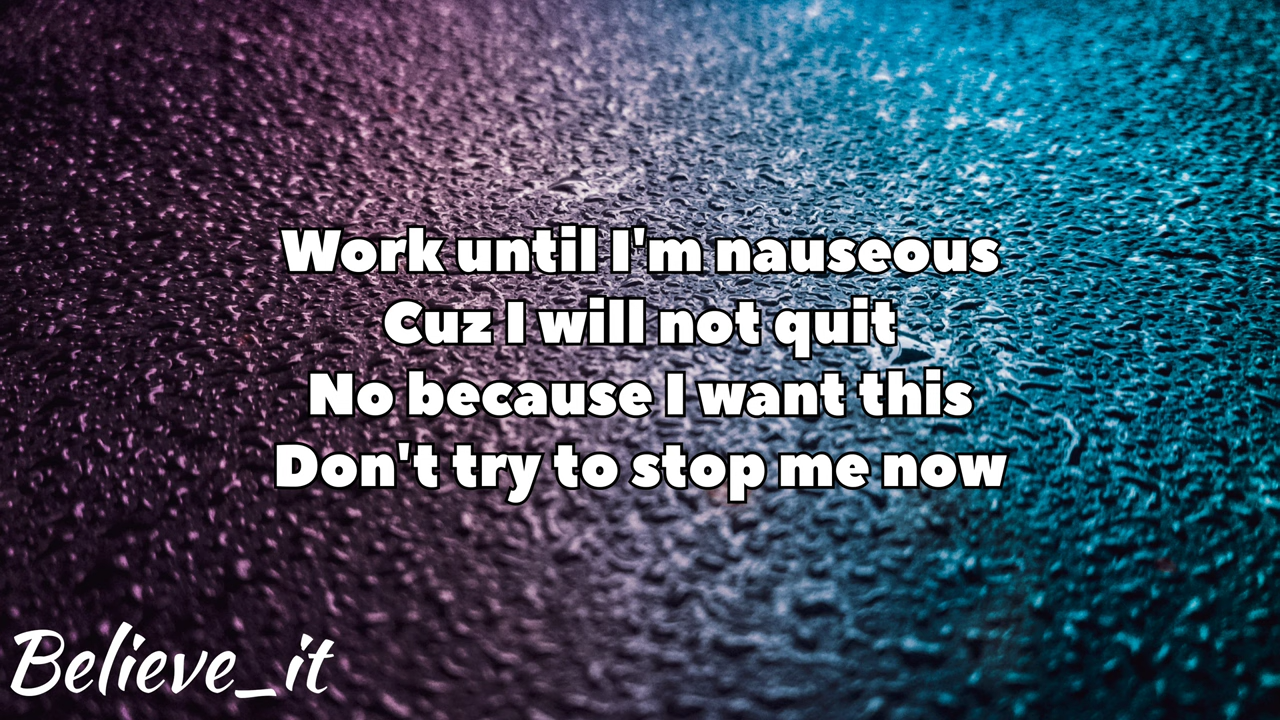 Work until I'm nauseous
Cuz I will not quit
No because I want this
Don't try to stop me now
Believe_it